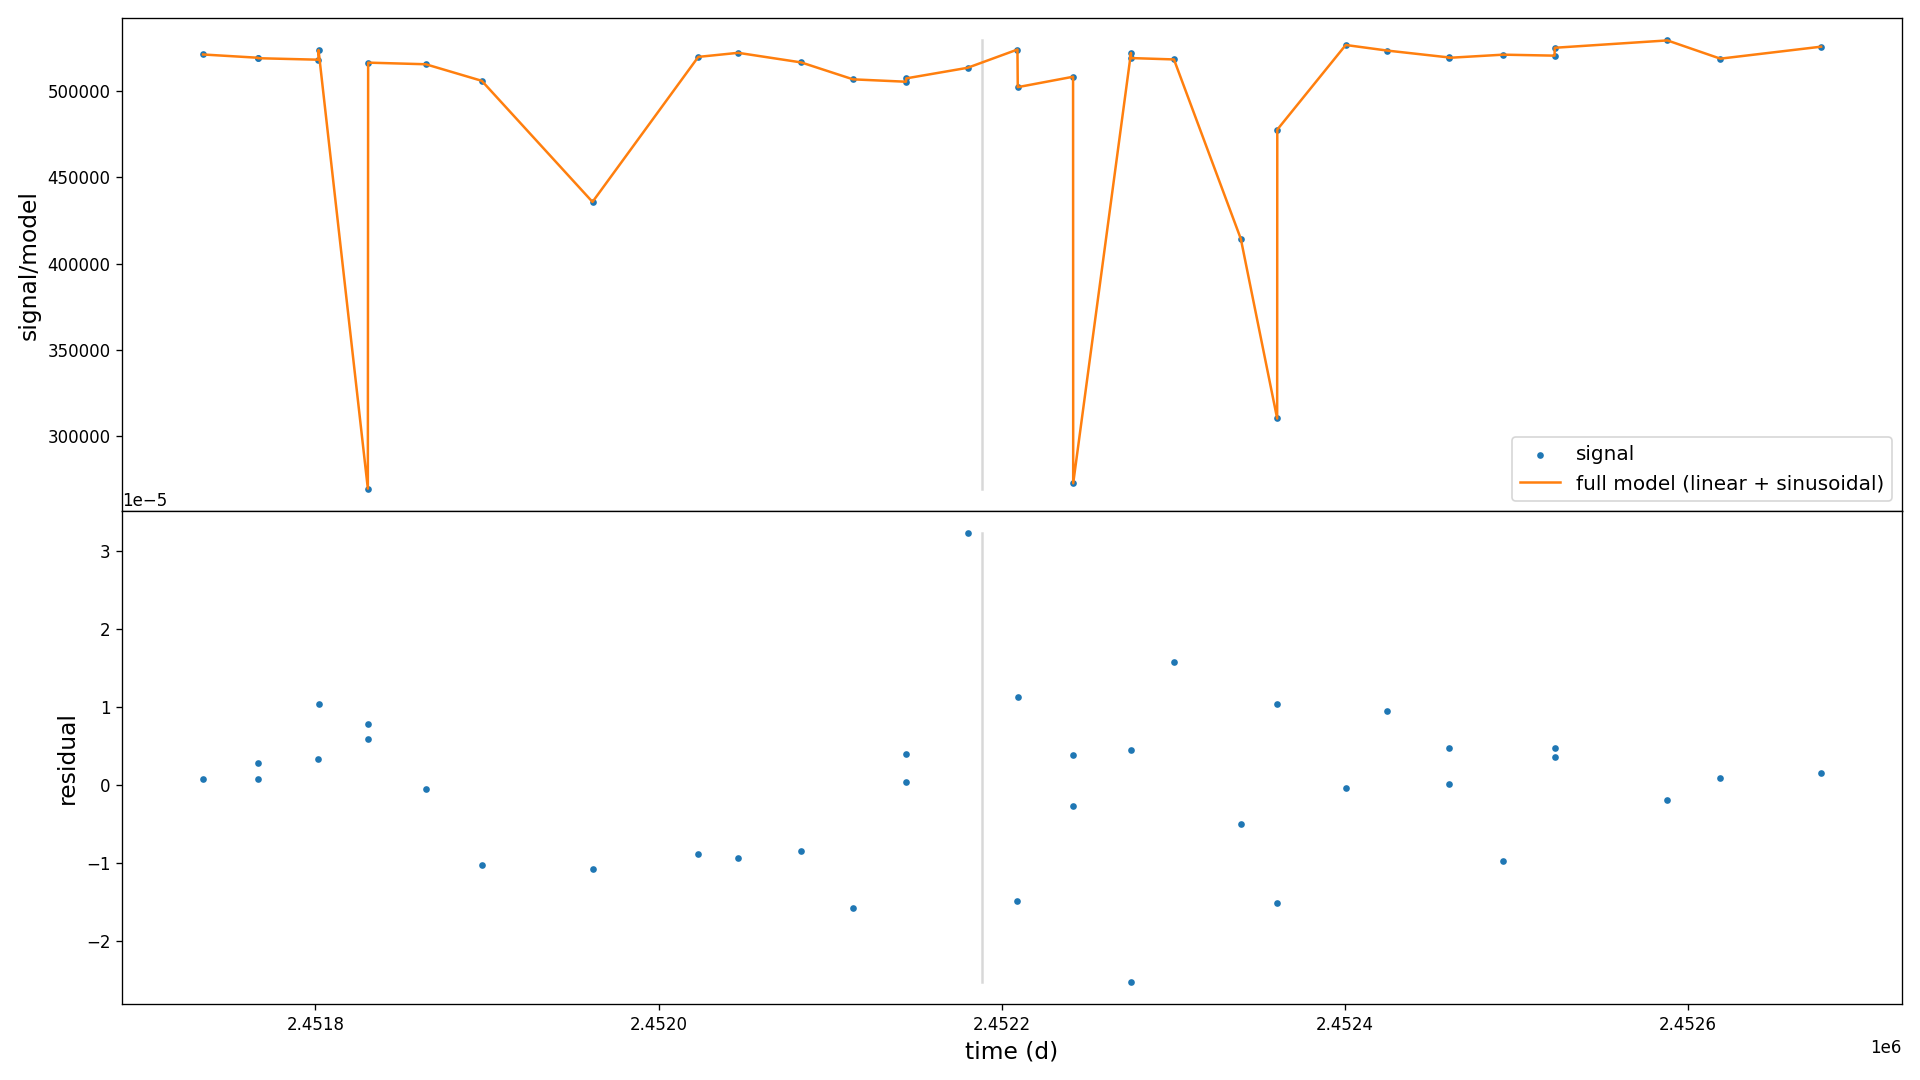 signal/model
500000
450000
400000
350000
300000
signal
full model (linear + sinusoidal)
1e−5
residual
3
2
1
0
−1
−2
2.4518
2.4520
2.4522
2.4524
2.4526
time (d)
1e6